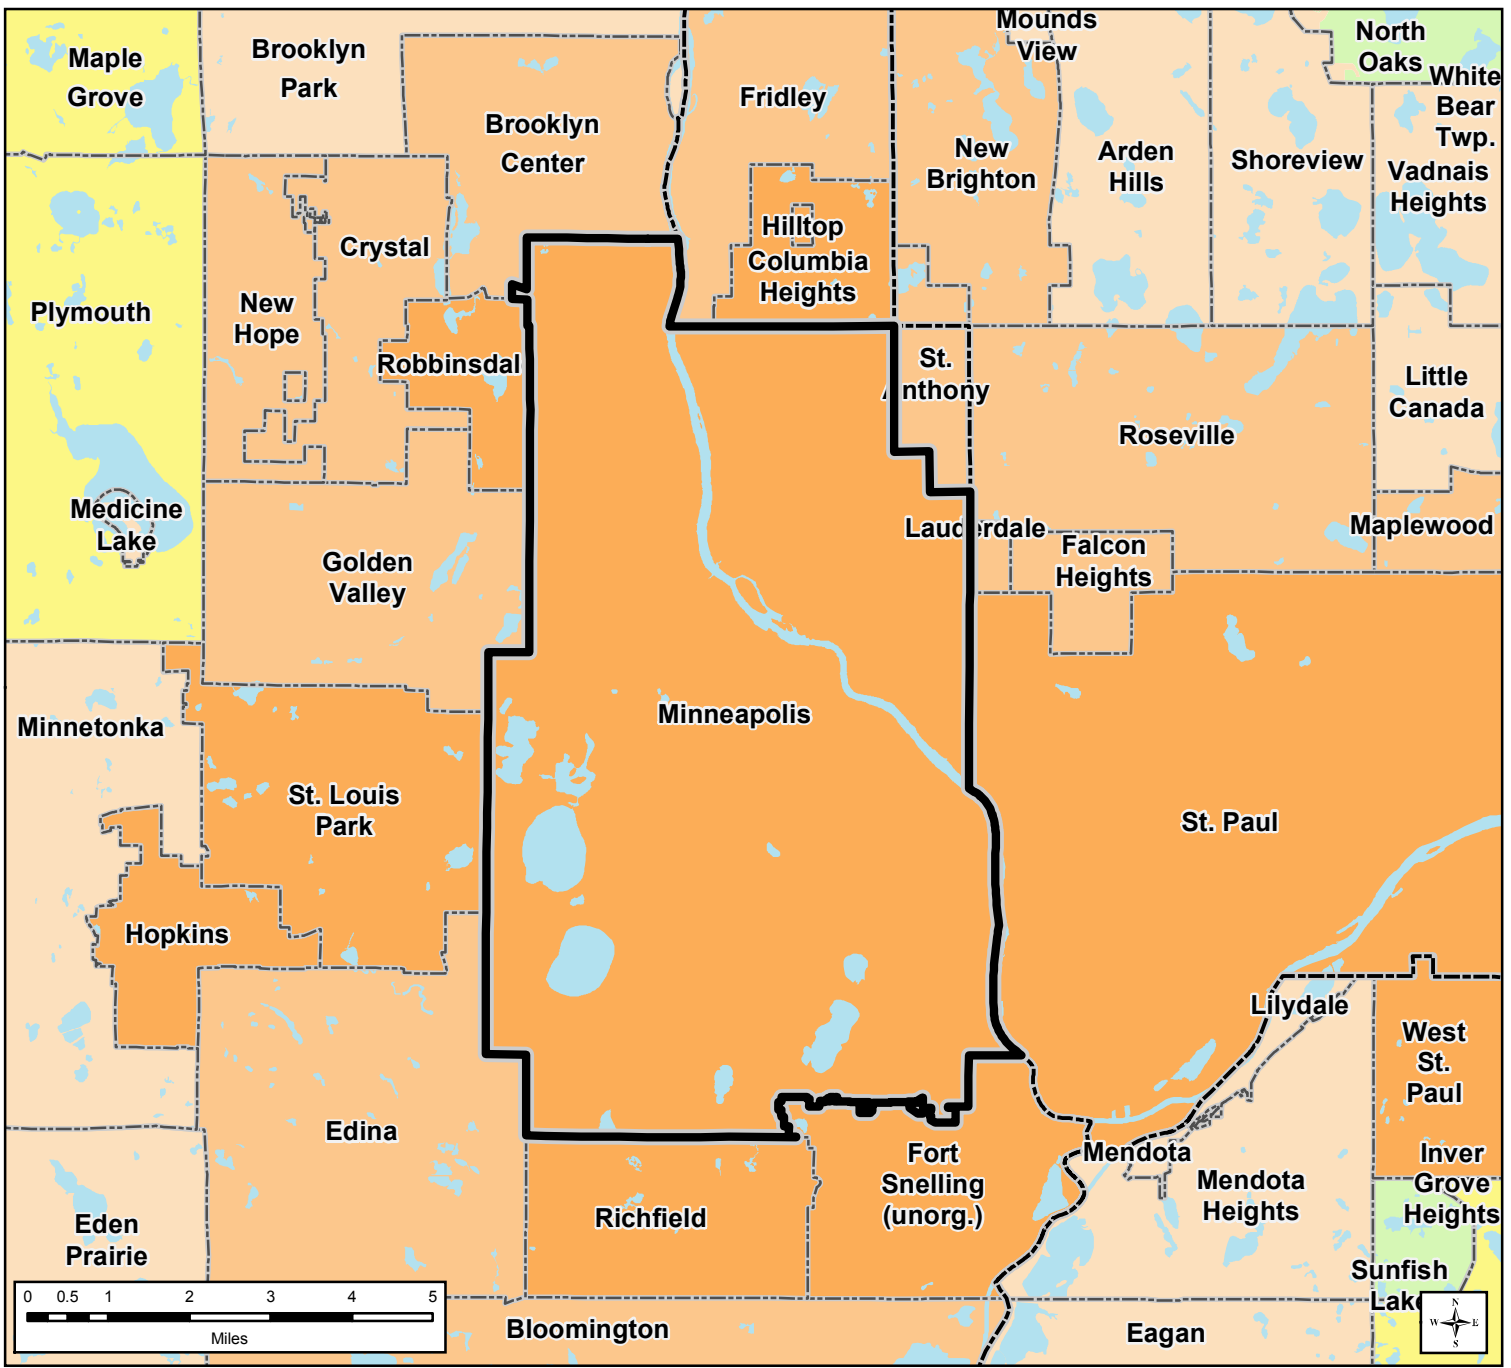 Maple
Grove
Brooklyn
Park
Brooklyn
Center
Fridley
Mounds
View
North
Oaks
White
Bear
Twp.
New
Brighton
Arden
Hills
Shoreview
Vadnais
Heights
Plymouth
New
Hope
Crystal
Hilltop
Columbia
Heights
Robbinsdal
St.
Anthony
Roseville
Little
Canada
Medicine
Lake
Golden
Valley
Lauderdale
Falcon
Heights
Maplewood
Minnetonka
St. Louis
Park
Minneapolis
St. Paul
Hopkins
Lilydale
West
St.
Paul
Edina
Fort
Snelling
(unorg.)
Mendota
Mendota
Heights
Inver
Grove
Heights
Eden
Prairie
Richfield
Sunfish
Lake
Bloomington
Eagan
0 0.5 1 2 3 4 5
Miles
N
W E
S